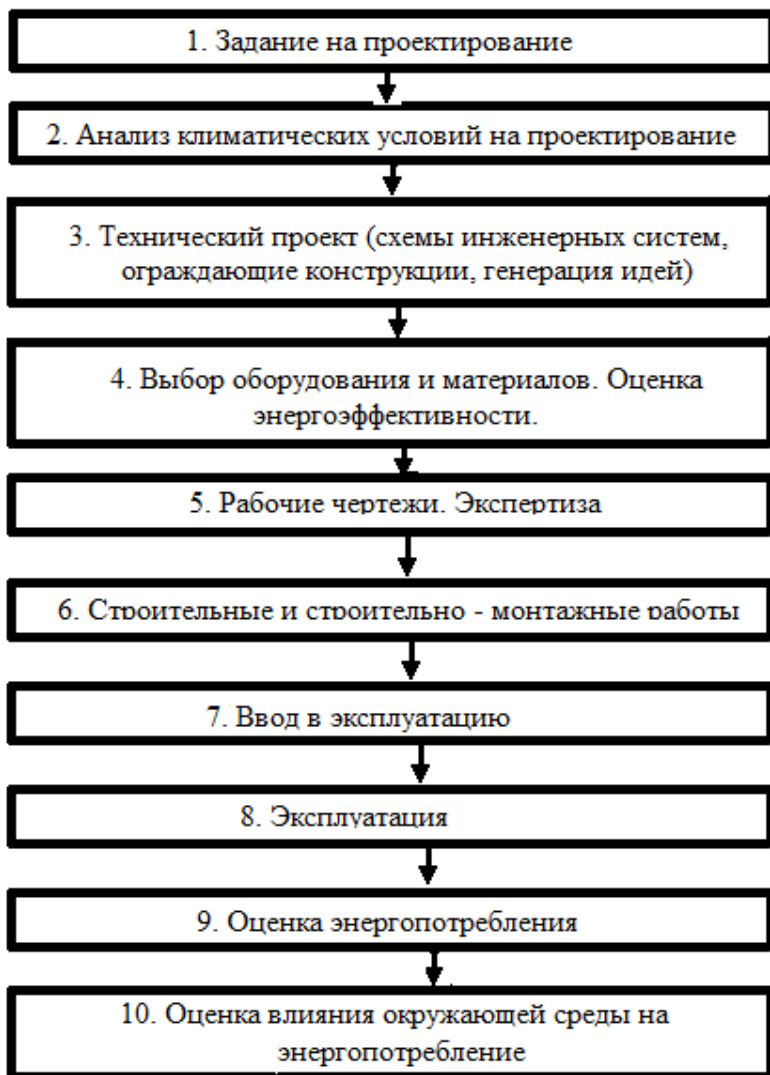 1. Задание на проектирование
2. Анализ климатических условий на проектирование
3. Технический проект (схемы инженерных систем,
ограждающие конструкции, генерация идей)
4. Выбор оборудования и материалов. Оценка
энергоэффективности.
5. Рабочие чертежи. Экспертиза
6. Строительные и строительно - монтажные работы
7. Ввод в эксплуатацию
8. Эксплуатация
9. Оценка энергопотребления
10. Оценка влияния окружающей среды на
энергопотребление